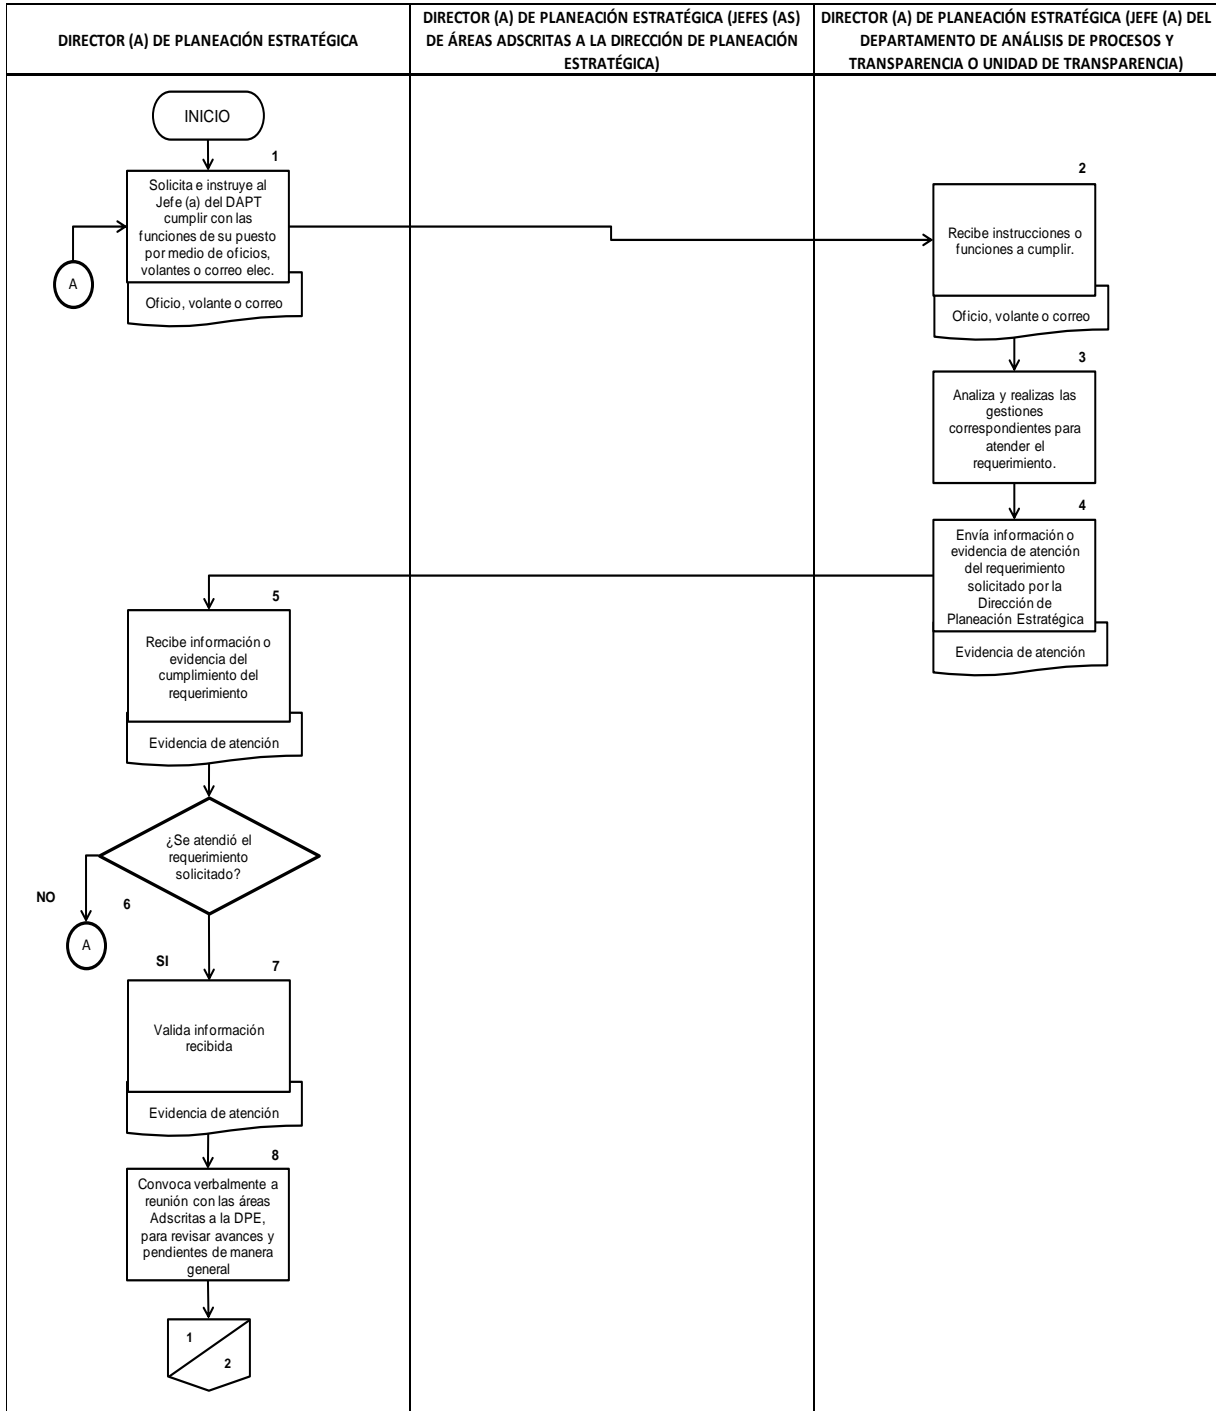 DIRECTOR (A) DE PLANEACIÓN ESTRATÉGICA
DIRECTOR (A) DE PLANEACIÓN ESTRATÉGICA (JEFES (AS)
DE ÁREAS ADSCRITAS A LA DIRECCIÓN DE PLANEACIÓN
ESTRATÉGICA)
DIRECTOR (A) DE PLANEACIÓN ESTRATÉGICA (JEFE (A) DEL
DEPARTAMENTO DE ANÁLISIS DE PROCESOS Y
TRANSPARENCIA O UNIDAD DE TRANSPARENCIA)
INICIO
1
Solicita e instruye al
Jefe (a) del DAPT
cumplir con las
funciones de su puesto
por medio de oficios,
volantes o correo elec.
A
Oficio, volante o correo
2
Recibe instrucciones o
funciones a cumplir.
Oficio, volante o correo
3
Analiza y realizas las
gestiones
correspondientes para
atender el
requerimiento.
4
Envía información o
evidencia de atención
del requerimiento
solicitado por la
Dirección de
Planeación Estratégica
Evidencia de atención
5
Recibe información o
evidencia del
cumplimiento del
requerimiento
Evidencia de atención
¿Se atendió el
requerimiento
solicitado?
NO
6
A
SI
7
Valida información
recibida
Evidencia de atención
8
Convoca verbalmente a
reunión con las áreas
Adscritas a la DPE,
para revisar avances y
pendientes de manera
general
1
2